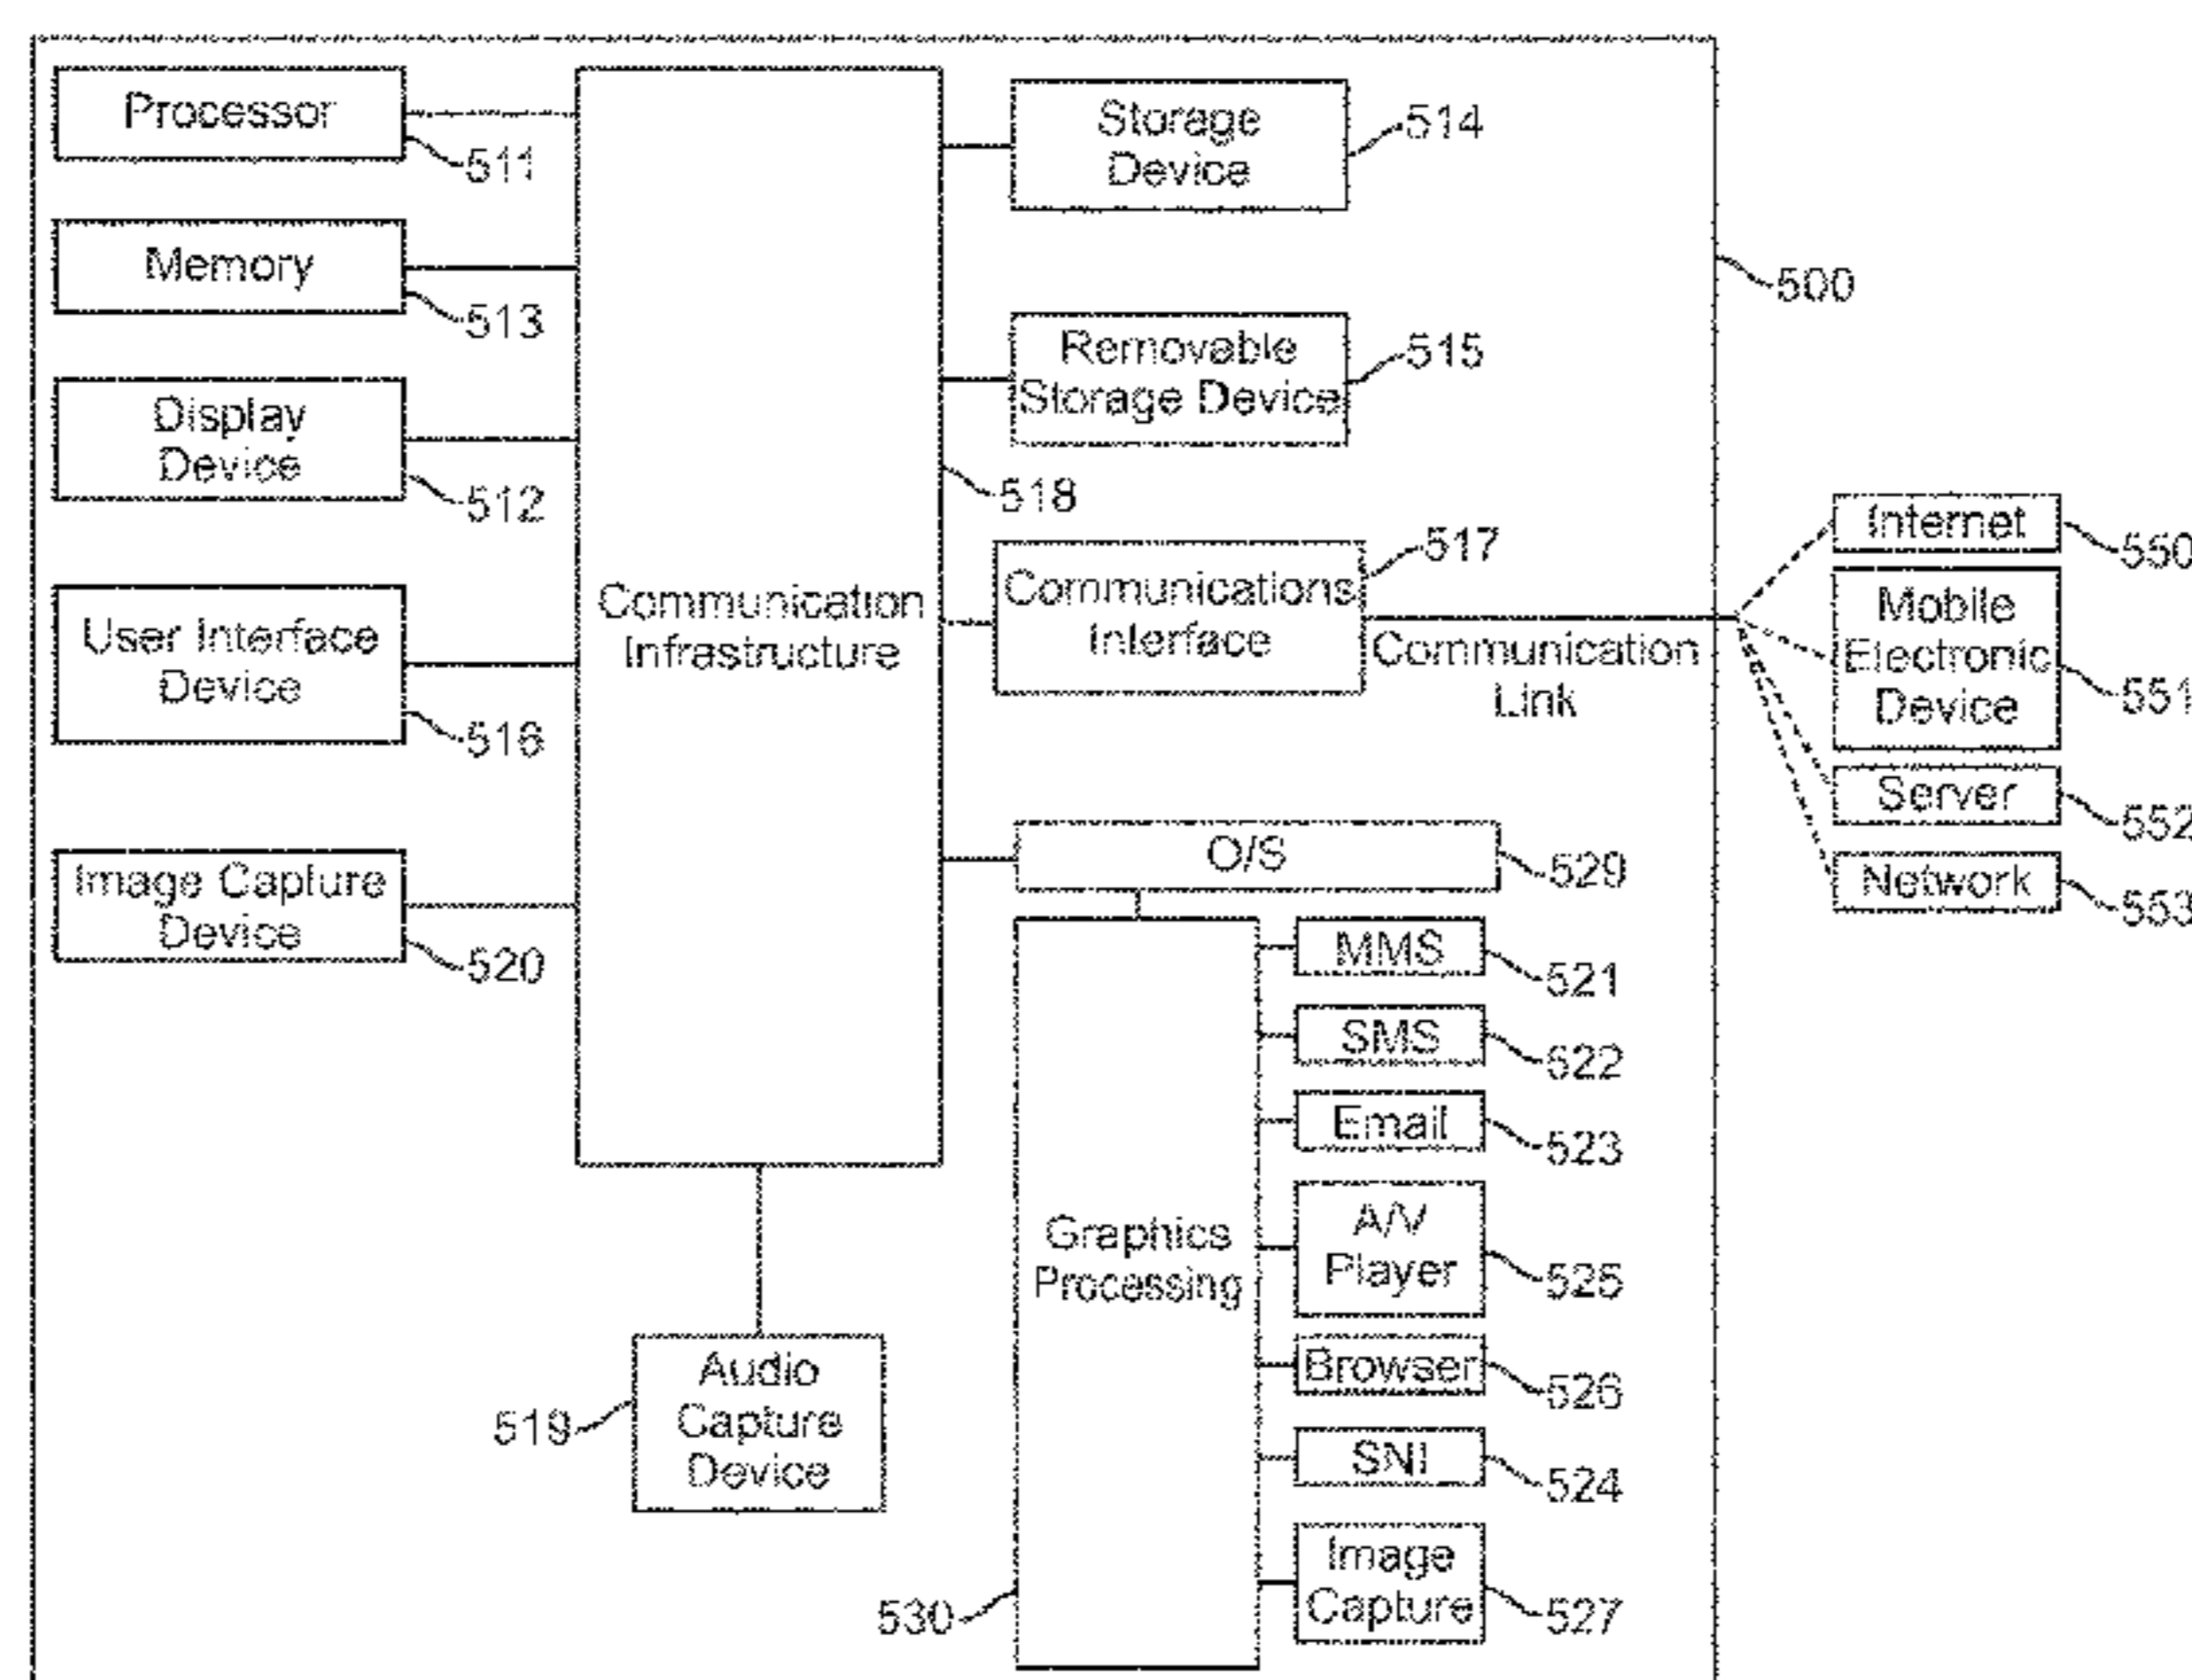 Processor
511
Memory
513
Display
Device
512
User Interface
Device
516
Image Capture
Device
520
Communication
Infrastructure
518
Audio
Capture
Device
519
Storage
Device
514
Removable
Storage Device
515
Communications
Interface
517
Communication
Link
500
O/S
529
Graphics
Processing
530
MMS
521
SMS
522
Email
523
A/V
Player
525
Browser
526
SNI
524
Image
Capture
527
Internet
550
Mobile
Electronic
Device
551
Server
552
Network
553